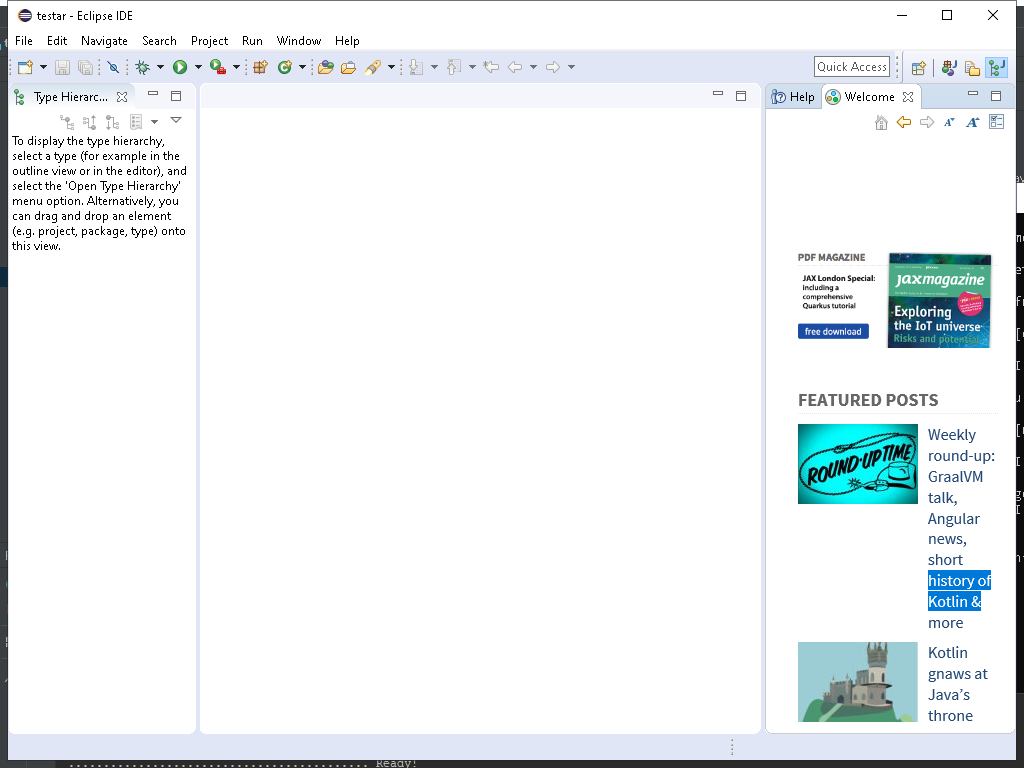 testar - Eclipse IDE
File Edit Navigate Search Project Run Window Help
Quick Access
Type Hierarc...
Help
Welcome
To display the type hierarchy,
select a type (for example in the
outline view or in the editor), and
select the 'Open Type Hierarchy'
menu option. Alternatively, you
can drag and drop an element
(e.g. project, package, type) onto
this view.
PDF MAGAZINE
JAX London Special:
including a
comprehensive
Quarkus tutorial
free download
jaxmagazine
Exploring
the IoT universe
Risks and potential
FEATURED POSTS
ROUND-UP TIME
Weekly
round-up:
GraalVM
talk,
Angular
news,
short
history of
Kotlin &
more
Kotlin
gnaws at
Java’s
throne
Ready!